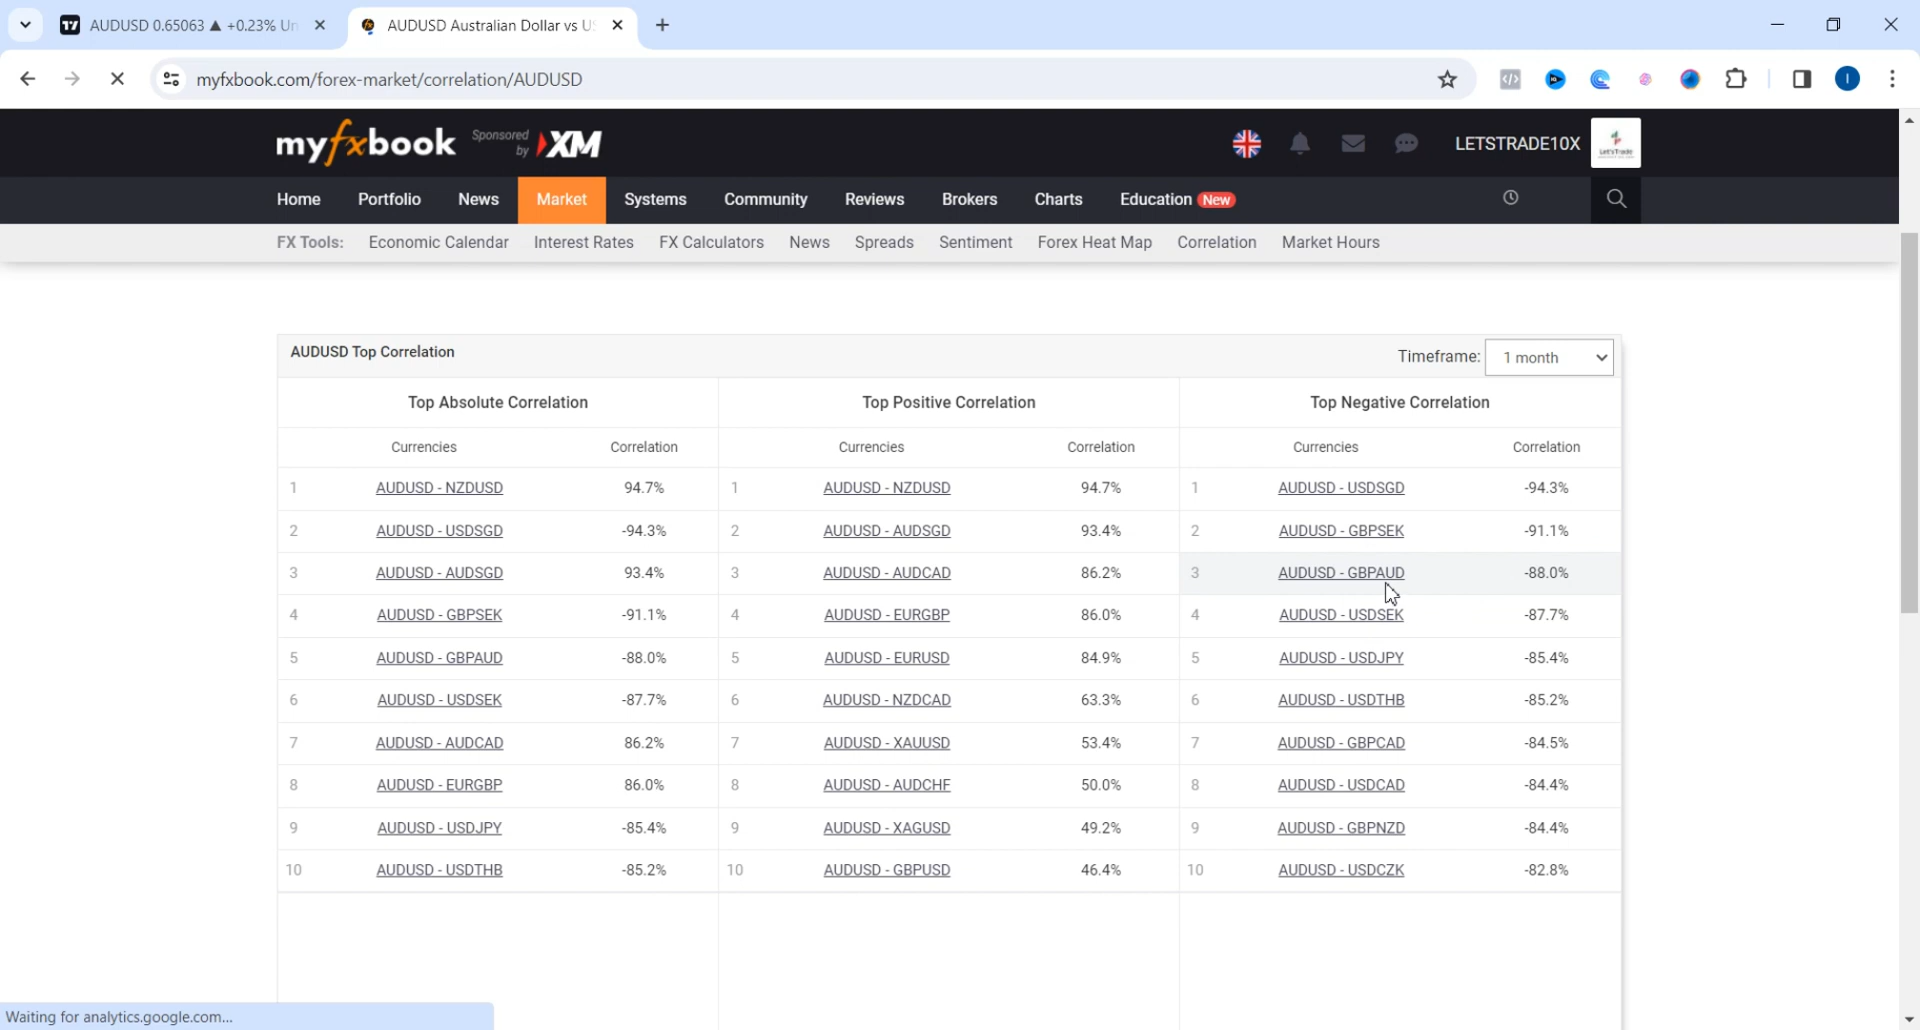 AUDUSD 0.65063 ▲ +0.23% Un
AUDUSD Australian Dollar vs US
myfxbook.com/forex-market/correlation/AUDUSD
I
myfxbook Sponsored by XM
LETSTRADE10X
Let'sTrade
Home Portfolio News Market Systems Community Reviews Brokers Charts Education New
FX Tools: Economic Calendar Interest Rates FX Calculators News Spreads Sentiment Forex Heat Map Correlation Market Hours
AUDUSD Top Correlation Timeframe: 1 month
Top Absolute Correlation Top Positive Correlation Top Negative Correlation
Currencies Correlation Currencies Correlation Currencies Correlation
1 AUDUSD - NZDUSD 94.7% 1 AUDUSD - NZDUSD 94.7% 1 AUDUSD - USDSGD -94.3%
2 AUDUSD - USDSGD -94.3% 2 AUDUSD - AUDSGD 93.4% 2 AUDUSD - GBPSEK -91.1%
3 AUDUSD - AUDSGD 93.4% 3 AUDUSD - AUDCAD 86.2% 3 AUDUSD - GBPAUD -88.0%
4 AUDUSD - GBPSEK -91.1% 4 AUDUSD - EURGBP 86.0% 4 AUDUSD - USDSEK -87.7%
5 AUDUSD - GBPAUD -88.0% 5 AUDUSD - EURUSD 84.9% 5 AUDUSD - USDJPY -85.4%
6 AUDUSD - USDSEK -87.7% 6 AUDUSD - NZDCAD 63.3% 6 AUDUSD - USDTHB -85.2%
7 AUDUSD - AUDCAD 86.2% 7 AUDUSD - XAUUSD 53.4% 7 AUDUSD - GBPCAD -84.5%
8 AUDUSD - EURGBP 86.0% 8 AUDUSD - AUDCHF 50.0% 8 AUDUSD - USDCAD -84.4%
9 AUDUSD - USDJPY -85.4% 9 AUDUSD - XAGUSD 49.2% 9 AUDUSD - GBPNZD -84.4%
10 AUDUSD - USDTHB -85.2% 10 AUDUSD - GBPUSD 46.4% 10 AUDUSD - USDCZK -82.8%
Waiting for analytics.google.com...